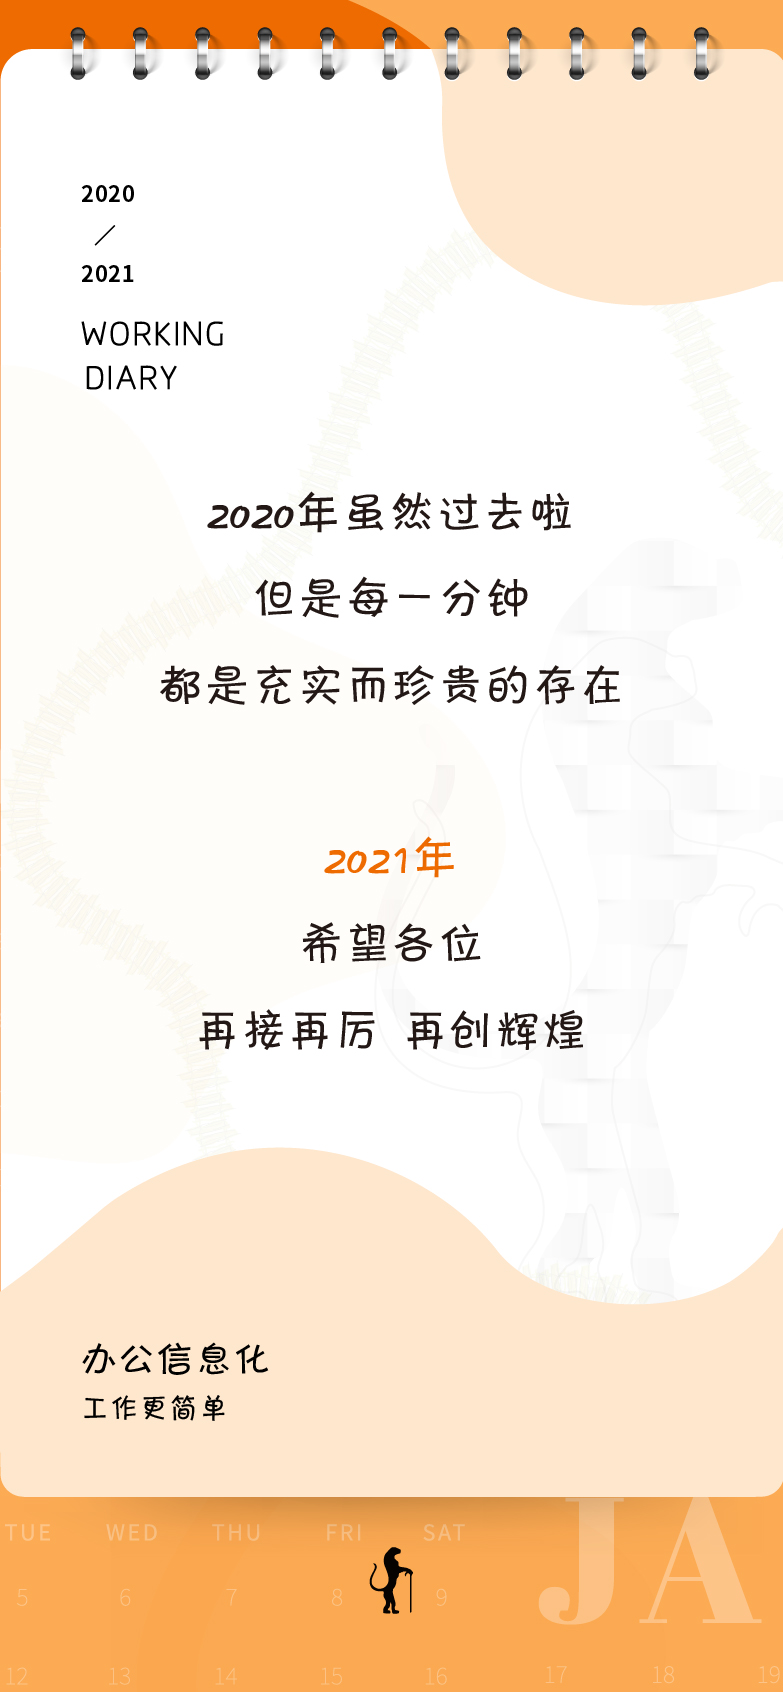 2020
/
2021
WORKING
DIARY
2020年虽然过去啦
但是每一分钟
都是充实而珍贵的存在
2021年
希望各位
再接再厉 再创辉煌
办公信息化
工作更简单
TUE WED THU FRI SAT
JA
5 6 7 8 9
12 13 14 15 16 17 18 19